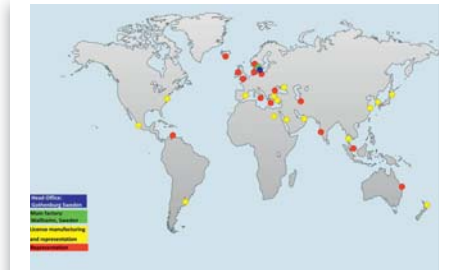 Head Office:
Gothenburg Sweden
Main factory
Wallhamn, Sweden
License manufacturing
and representation
Representation